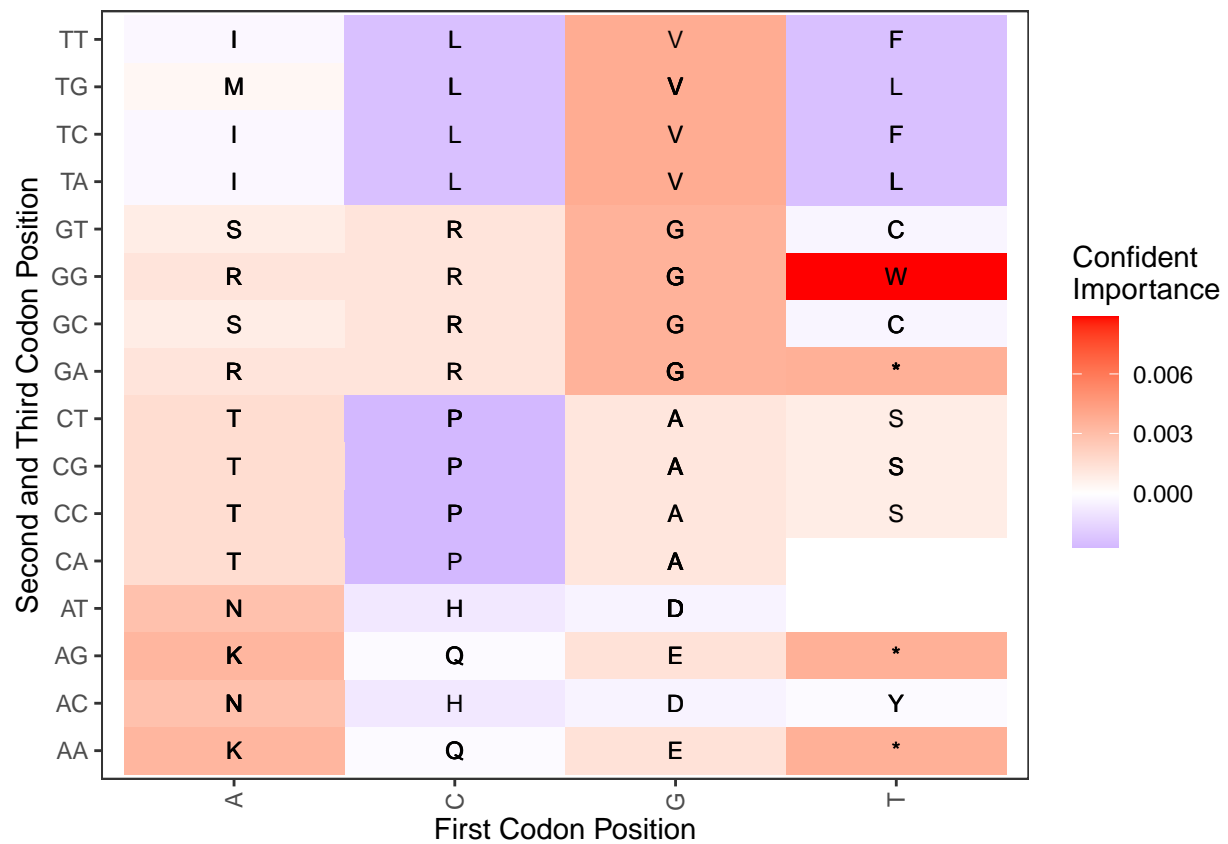 TT I L V F
TG M L V L
TC I L V F
TA I L V L
GT S R G C
GG R R G W
GC S R G C
GA R R G *
CT T P A S
CG T P A S
CC T P A S
CA T P A
AT N H D
AG K Q E *
AC N H D Y
AA K Q E *
A C G T
First Codon Position
Second and Third Codon Position
Confident
Importance
0.006
0.003
0.000